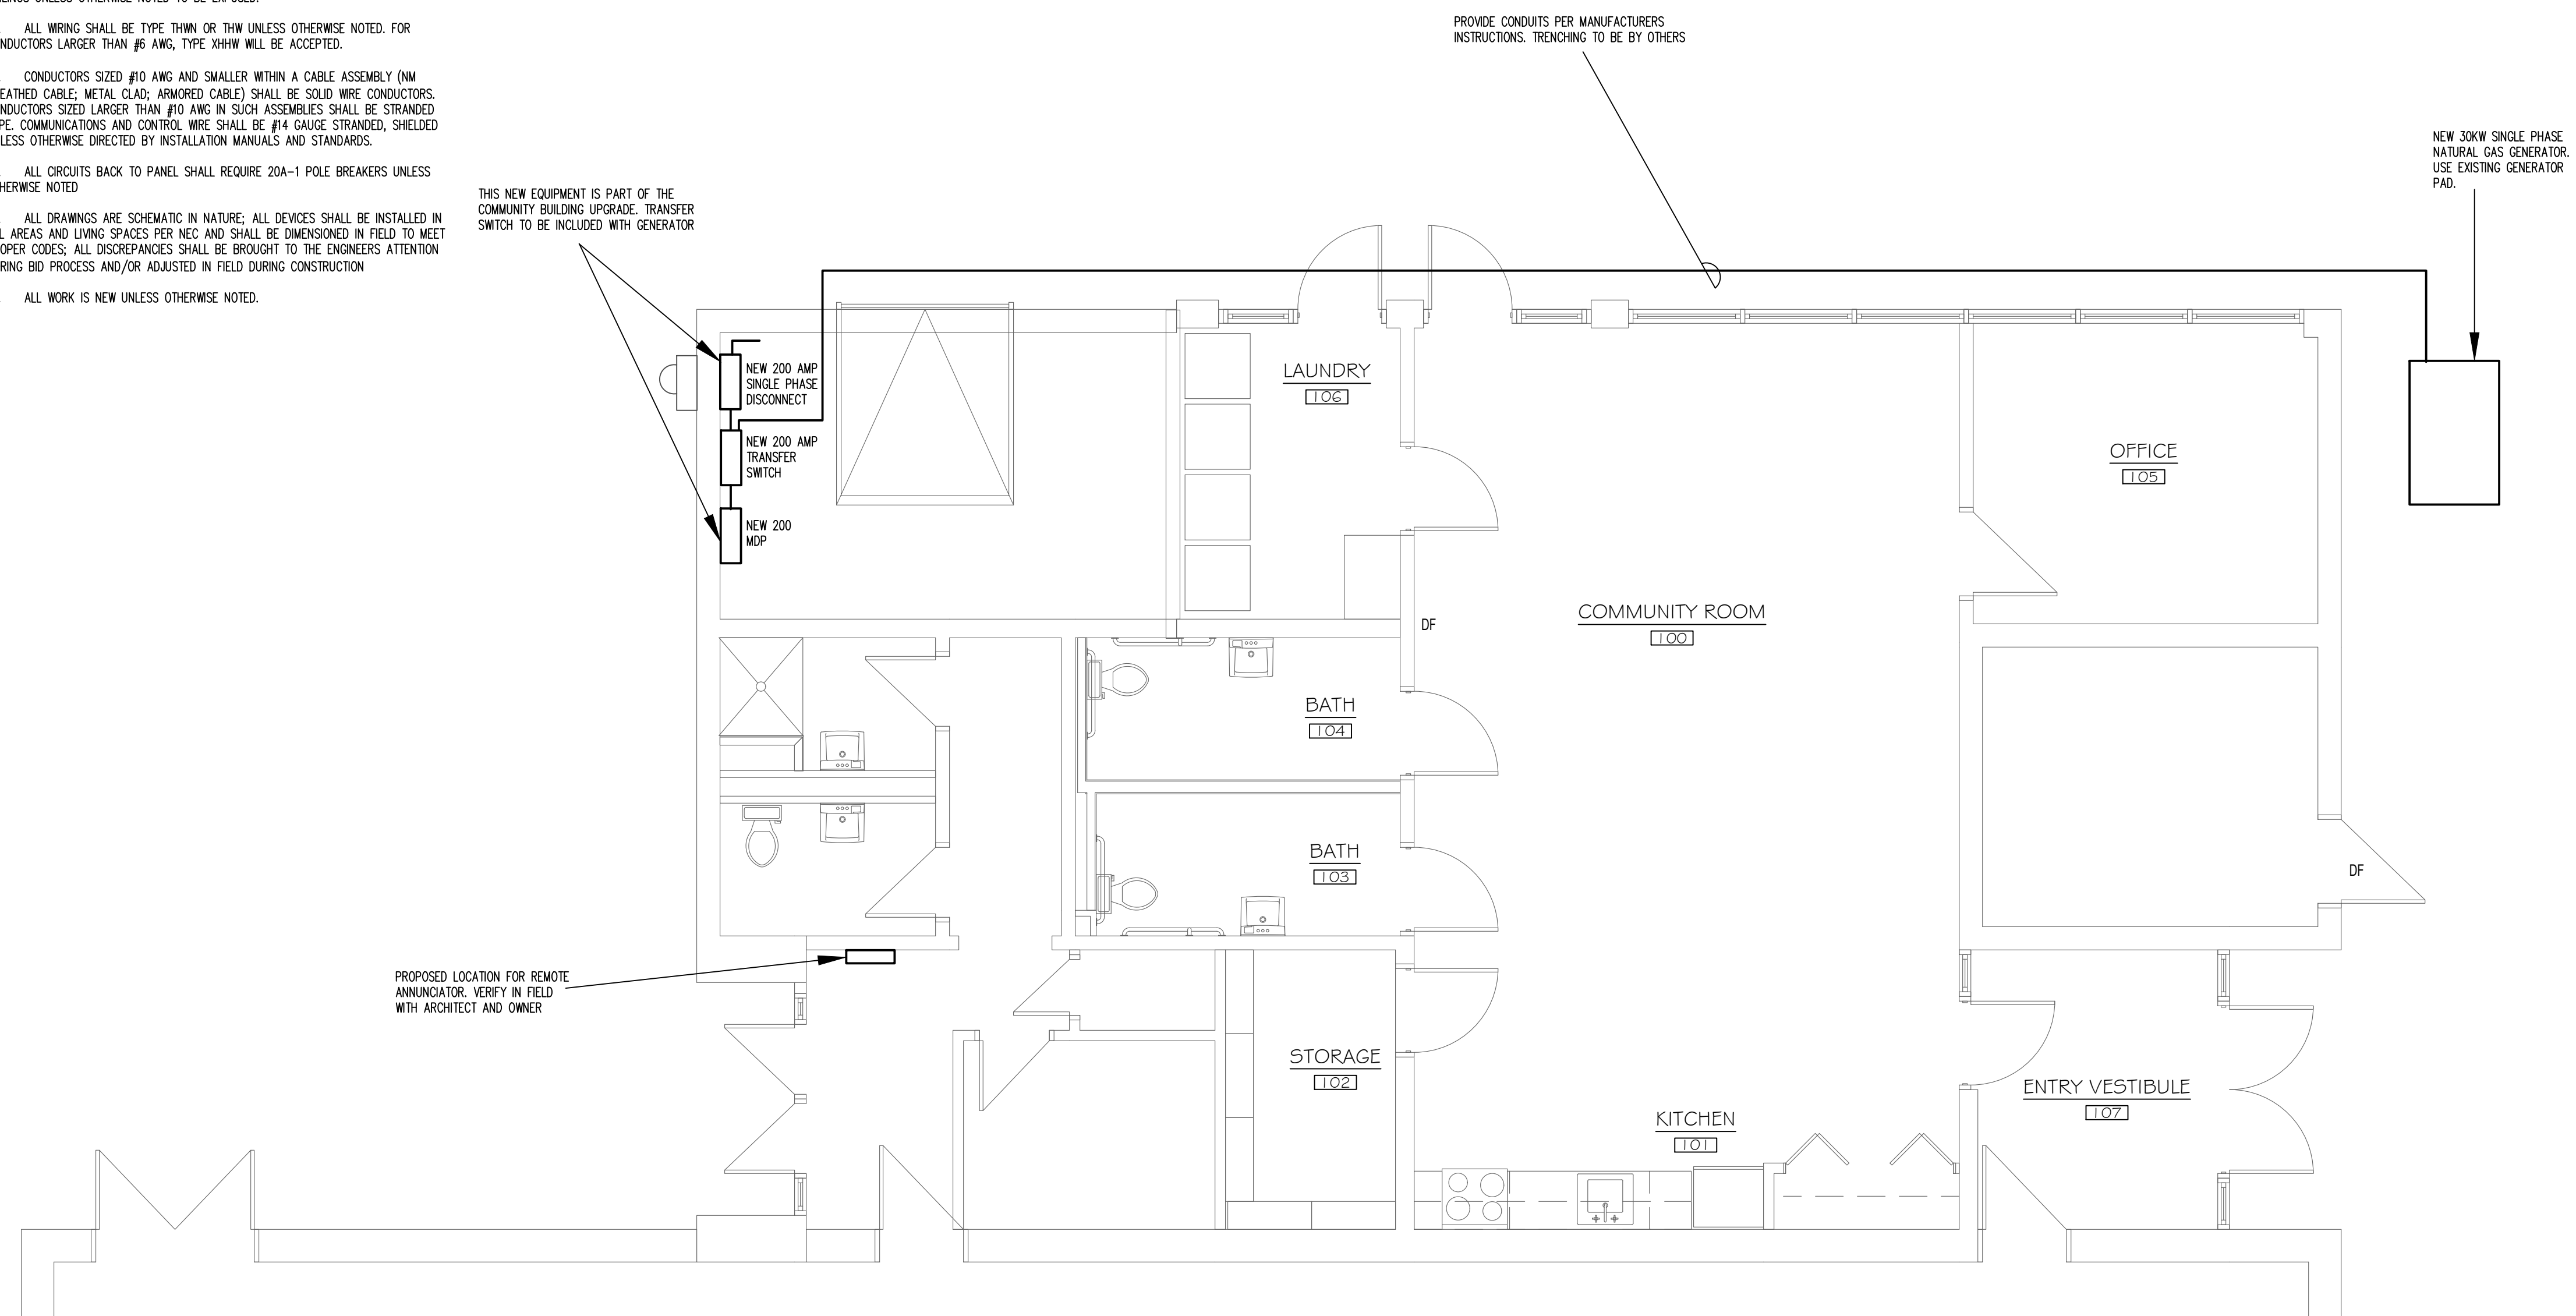 UNLESS OTHERWISE NOTED TO BE EXPOSED.
ALL WIRING SHALL BE TYPE THWN OR THW UNLESS OTHERWISE NOTED. FOR
NDUCTORS LARGER THAN #6 AWG, TYPE XHHW WILL BE ACCEPTED.
CONDUCTORS SIZED #10 AWG AND SMALLER WITHIN A CABLE ASSEMBLY (NM
EATHED CABLE; METAL CLAD; ARMORED CABLE) SHALL BE SOLID WIRE CONDUCTORS.
NDUCTORS SIZED LARGER THAN #10 AWG IN SUCH ASSEMBLIES SHALL BE STRANDED
PE. COMMUNICATIONS AND CONTROL WIRE SHALL BE #14 GAUGE STRANDED, SHIELDED
LESS OTHERWISE DIRECTED BY INSTALLATION MANUALS AND STANDARDS.
ALL CIRCUITS BACK TO PANEL SHALL REQUIRE 20A-1 POLE BREAKERS UNLESS
HERWISE NOTED
ALL DRAWINGS ARE SCHEMATIC IN NATURE; ALL DEVICES SHALL BE INSTALLED IN
L AREAS AND LIVING SPACES PER NEC AND SHALL BE DIMENSIONED IN FIELD TO MEET
OPER CODES; ALL DISCREPANCIES SHALL BE BROUGHT TO THE ENGINEERS ATTENTION
RING BID PROCESS AND/OR ADJUSTED IN FIELD DURING CONSTRUCTION
ALL WORK IS NEW UNLESS OTHERWISE NOTED.
THIS NEW EQUIPMENT IS PART OF THE
COMMUNITY BUILDING UPGRADE. TRANSFER
SWITCH TO BE INCLUDED WITH GENERATOR
PROVIDE CONDUITS PER MANUFACTURERS
INSTRUCTIONS. TRENCHING TO BE BY OTHERS
NEW 30KW SINGLE PHASE
NATURAL GAS GENERATOR.
USE EXISTING GENERATOR
PAD.
NEW 200 AMP
SINGLE PHASE
DISCONNECT
NEW 200 AMP
TRANSFER
SWITCH
NEW 200
MDP
LAUNDRY
106
OFFICE
105
COMMUNITY ROOM
100
DF
BATH
104
BATH
103
DF
PROPOSED LOCATION FOR REMOTE
ANNUNCIATOR. VERIFY IN FIELD
WITH ARCHITECT AND OWNER
STORAGE
102
KITCHEN
101
ENTRY VESTIBULE
107